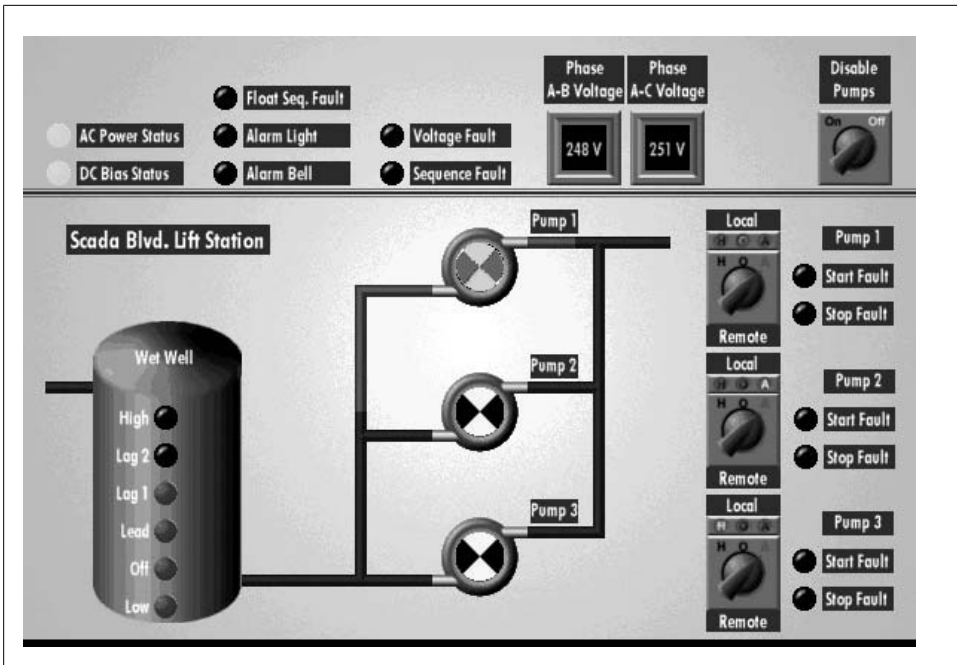 Phase A-B Voltage
Phase A-C Voltage
Disable Pumps
Float Seq. Fault
AC Power Status
Alarm Light
Voltage Fault
248 V
251 V
On Off
DC Bias Status
Alarm Bell
Sequence Fault
Scada Blvd. Lift Station
Pump 1
Local
H O A
H O A
Remote
Pump 1
Start Fault
Stop Fault
Wet Well
High
Lag 2
Lag 1
Lead
Off
Low
Pump 2
Local
H O A
H O A
Remote
Pump 2
Start Fault
Stop Fault
Pump 3
Local
H O A
H O A
Remote
Pump 3
Start Fault
Stop Fault